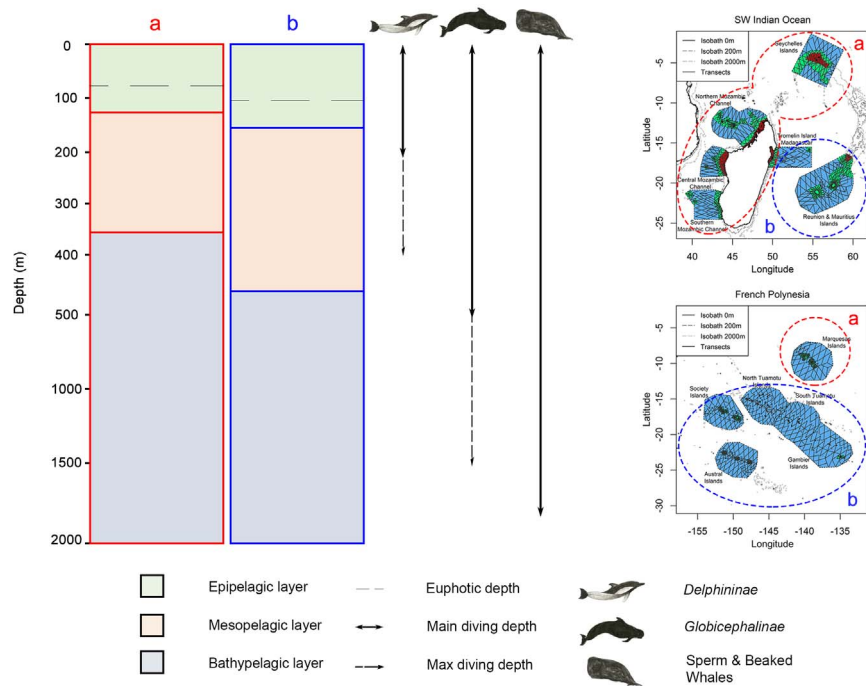 a
b
0
100
200
300
400
500
1000
1500
2000
Depth (m)
SW Indian Ocean
a
Isobath 0m
Isobath 200m
Isobath 2000m
Transects
Seychelles
Islands
Northern Mozambic
Channel
Madagascar
Central Mozambic
Channel
Southern
Mozambic Channel
Reunion & Mauritius
Islands
b
Latitude
-5
-10
-15
-20
-25
40
45
50
55
60
Longitude
French Polynesia
a
Isobath 0m
Isobath 200m
Isobath 2000m
Transects
Marquesas
Islands
North Tuamotu
South Tuamotu
Islands
Society
Islands
Gambier
Islands
Austral
Islands
b
Latitude
-5
-10
-15
-20
-25
-30
-155
-150
-145
-140
-135
Longitude
Epipelagic layer
Euphotic depth
Delphininae
Mesopelagic layer
Main diving depth
Globicephalinae
Bathypelagic layer
Max diving depth
Sperm & Beaked
Whales